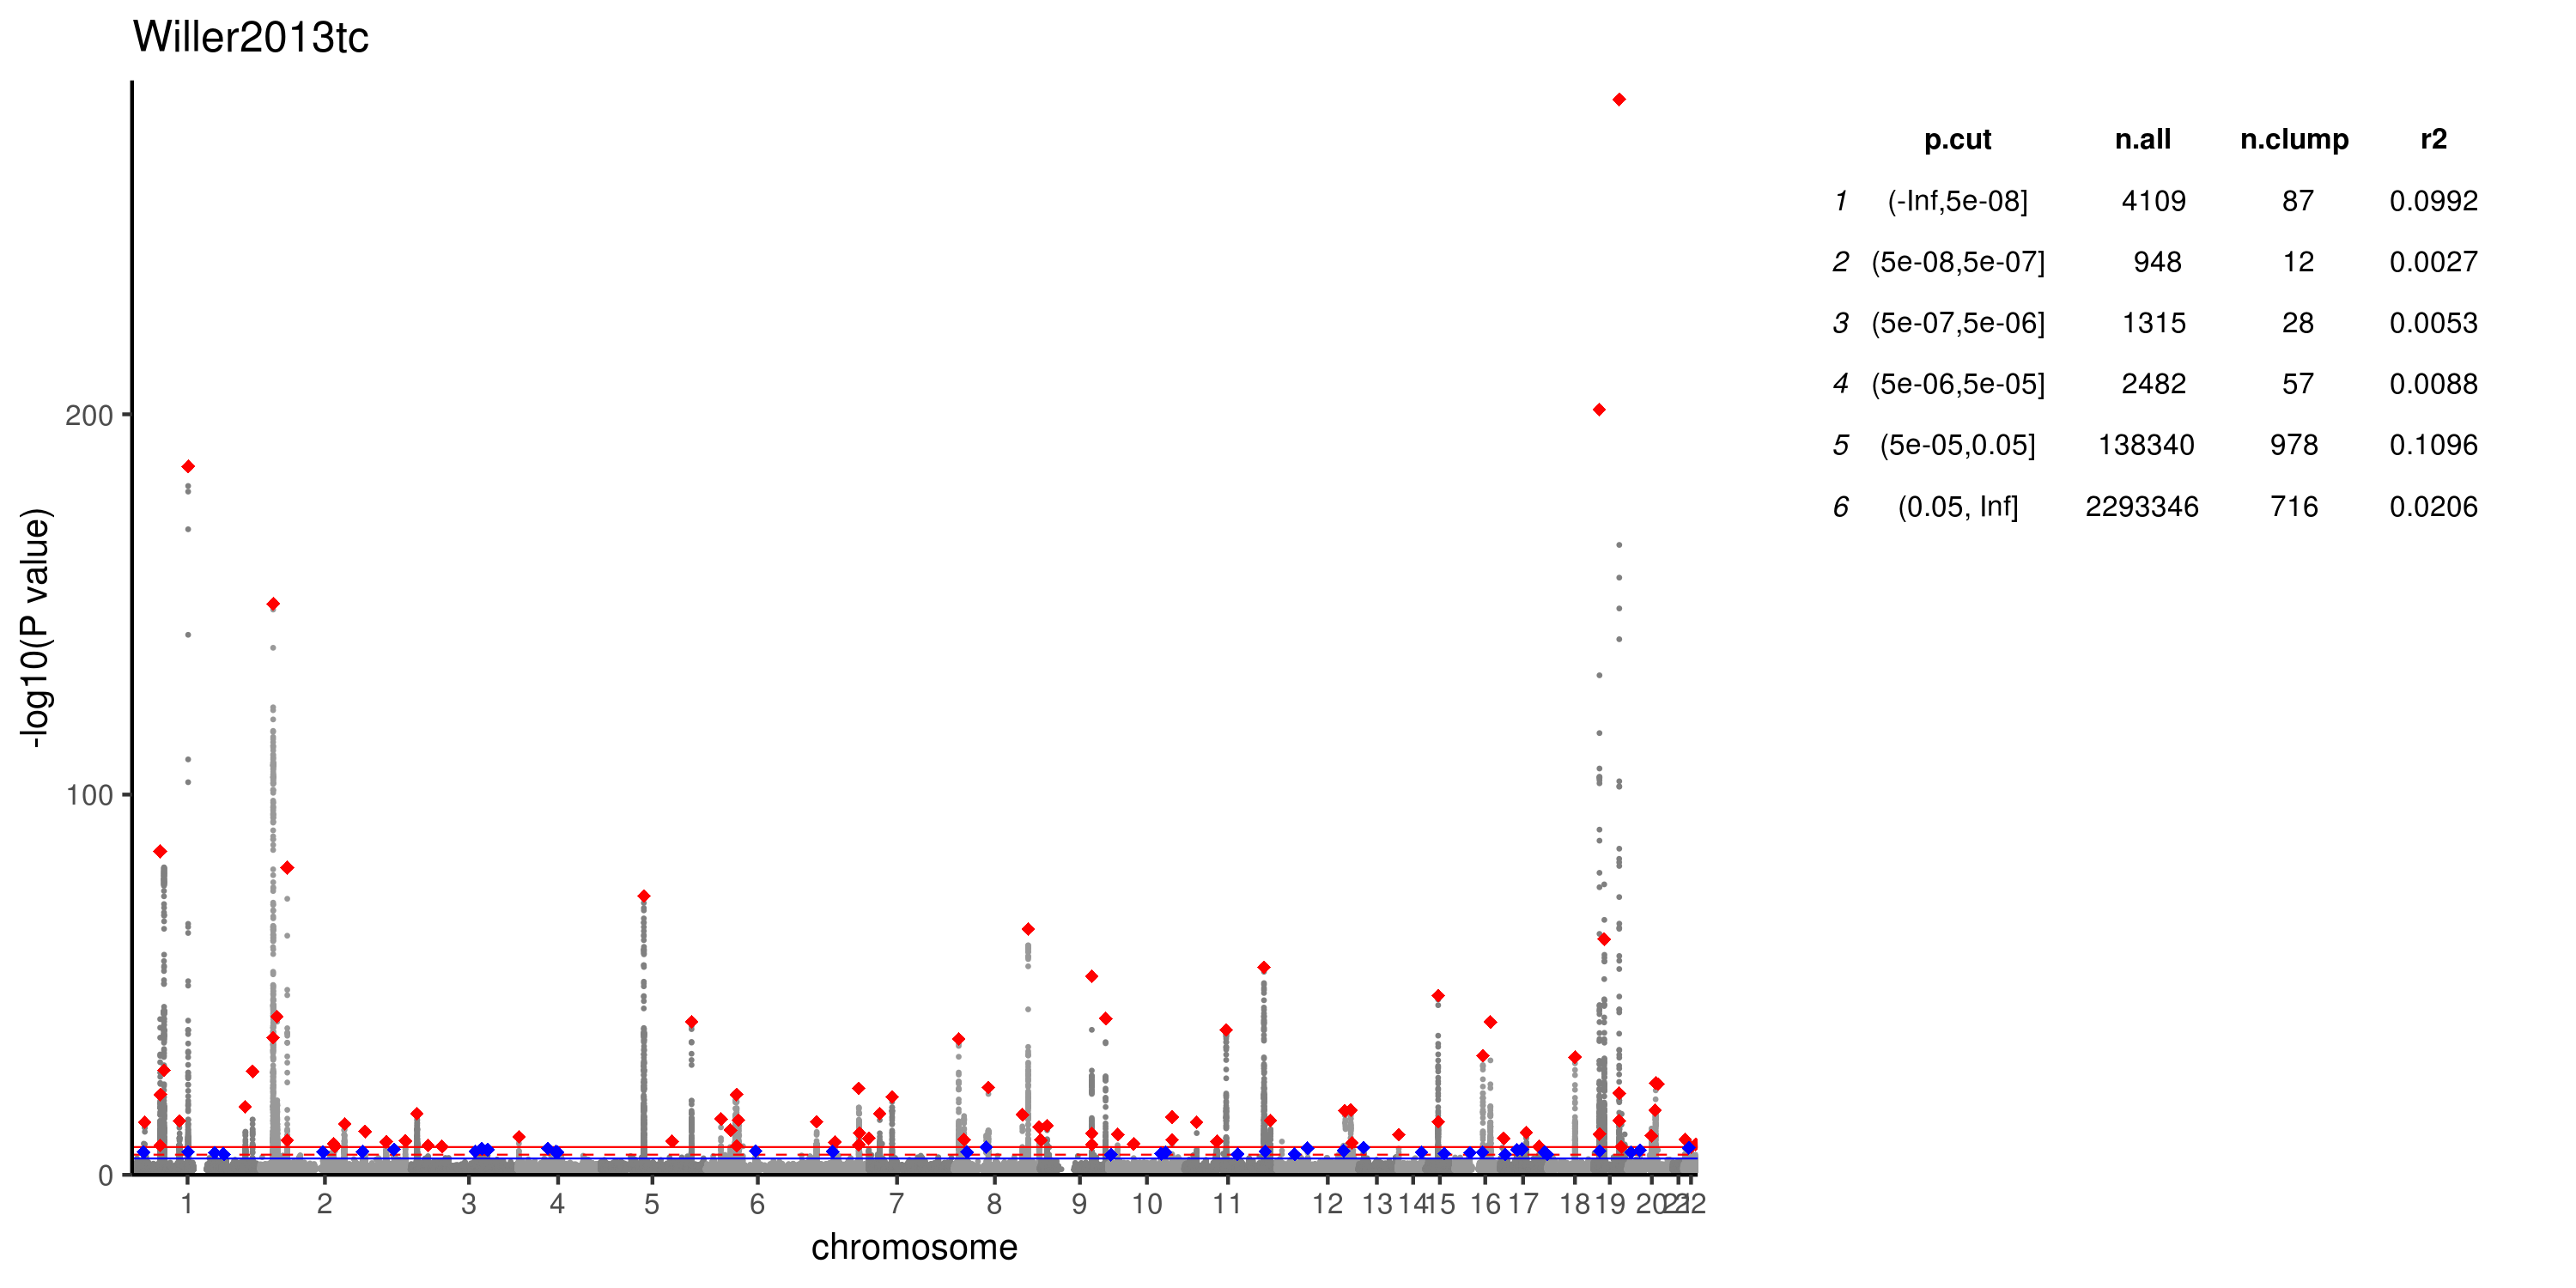 Willer2013tc
p.cut n.all n.clump r2
1 (-Inf,5e-08] 4109 87 0.0992
2 (5e-08,5e-07] 948 12 0.0027
3 (5e-07,5e-06] 1315 28 0.0053
4 (5e-06,5e-05] 2482 57 0.0088
5 (5e-05,0.05] 138340 978 0.1096
6 (0.05, Inf] 2293346 716 0.0206
-log10(P value)
200
100
0
1 2 3 4 5 6 7 8 9 10 11 12 13 14 15 16 17 18 19 20 21 22
chromosome